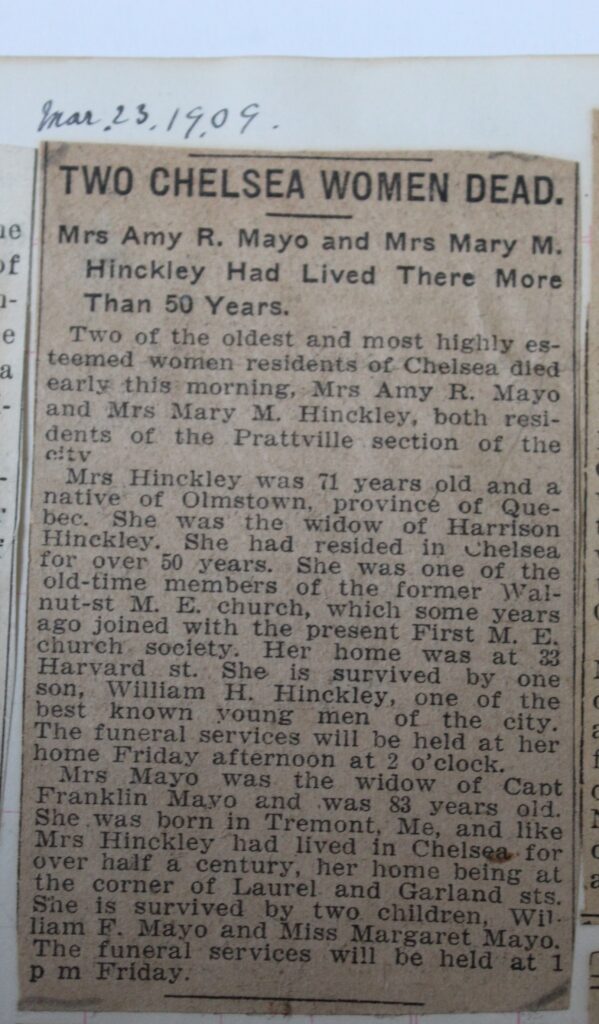 Mar. 23. 1909.
TWO CHELSEA WOMEN DEAD.
Mrs Amy R. Mayo and Mrs Mary M.
Hinckley Had Lived There More
Than 50 Years.
Two of the oldest and most highly es-
teemed women residents of Chelsea died
early this morning, Mrs Amy R. Mayo
and Mrs Mary M. Hinckley, both resi-
dents of the Prattville section of the
city
Mrs Hinckley was 71 years old and a
native of Olmstown, province of Que-
bec. She was the widow of Harrison
Hinckley. She had resided in Chelsea
for over 50 years. She was one of the
old-time members of the former Wal-
nut-st M. E. church, which some years
ago joined with the present First M. E.
church society. Her home was at 33
Harvard st. She is survived by one
son, William H. Hinckley, one of the
best known young men of the city.
The funeral services will be held at her
home Friday afternoon at 2 o'clock.
Mrs Mayo was the widow of Capt
Franklin Mayo and was 83 years old.
She was born in Tremont, Me, and like
Mrs Hinckley had lived in Chelsea for
over half a century, her home being at
the corner of Laurel and Garland sts.
She is survived by two children, Wil-
liam F. Mayo and Miss Margaret Mayo.
The funeral services will be held at 1
p m Friday.